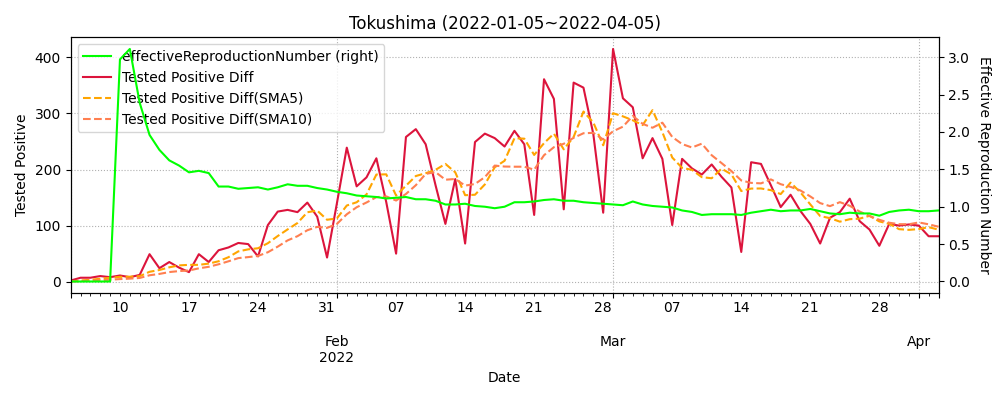 Tokushima (2022-01-05~2022-04-05)
effectiveReproductionNumber (right)
Tested Positive Diff
Tested Positive Diff(SMA5)
Tested Positive Diff(SMA10)
Tested Positive
400
300
200
100
0
3.0
2.5
2.0
1.5
1.0
0.5
0.0
Effective Reproduction Number
10 17 24 31 07 14 21 28 07 14 21 28
Feb Mar Apr
2022
Date